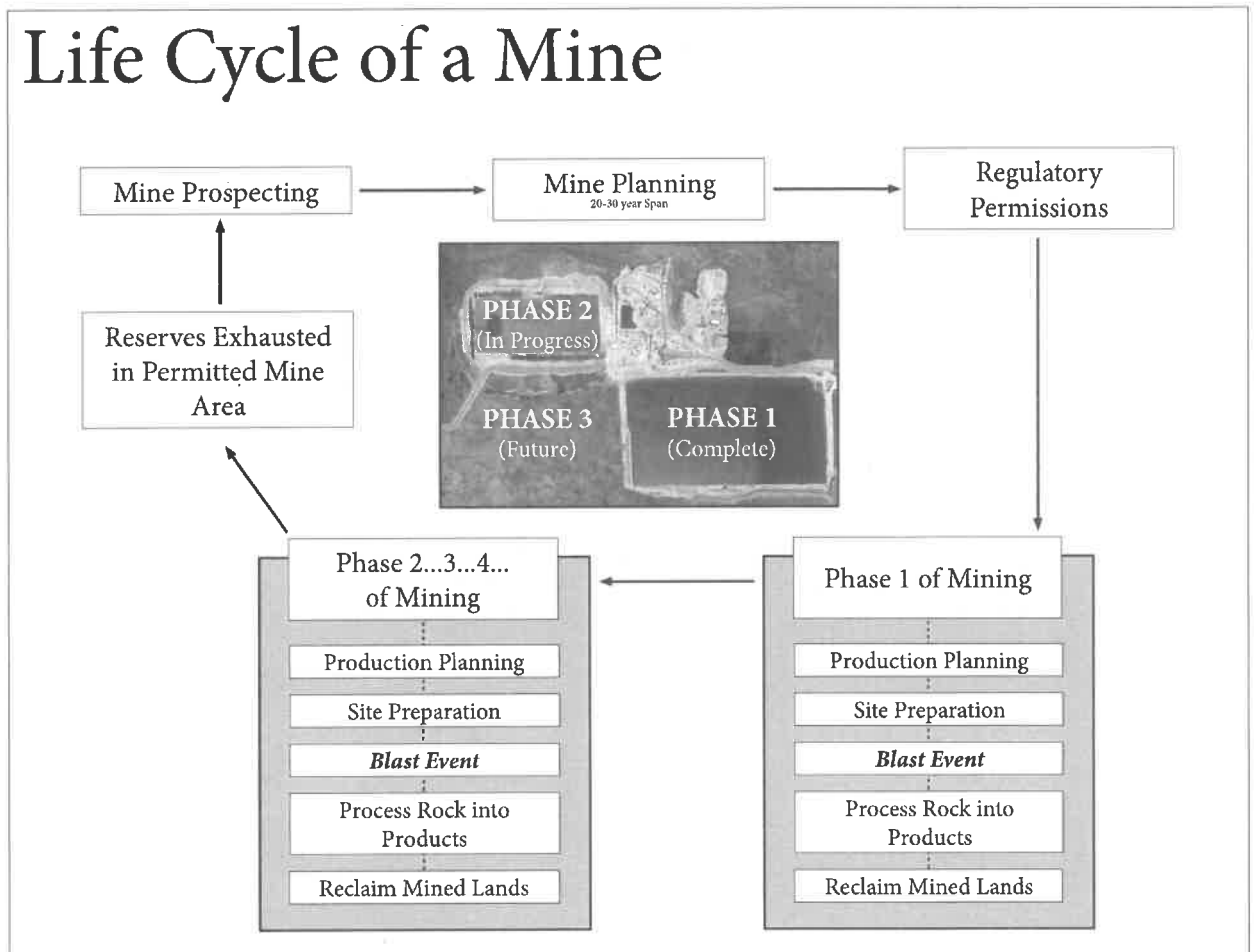 Life Cycle of a Mine
Mine Prospecting
Mine Planning
20-30 year Span
Regulatory
Permissions
Reserves Exhausted
in Permitted Mine
Area
PHASE 2
(In Progress)
PHASE 3
(Future)
PHASE 1
(Complete)
Phase 2...3...4...
of Mining
Production Planning
Site Preparation
Blast Event
Process Rock into
Products
Reclaim Mined Lands
Phase 1 of Mining
Production Planning
Site Preparation
Blast Event
Process Rock into
Products
Reclaim Mined Lands